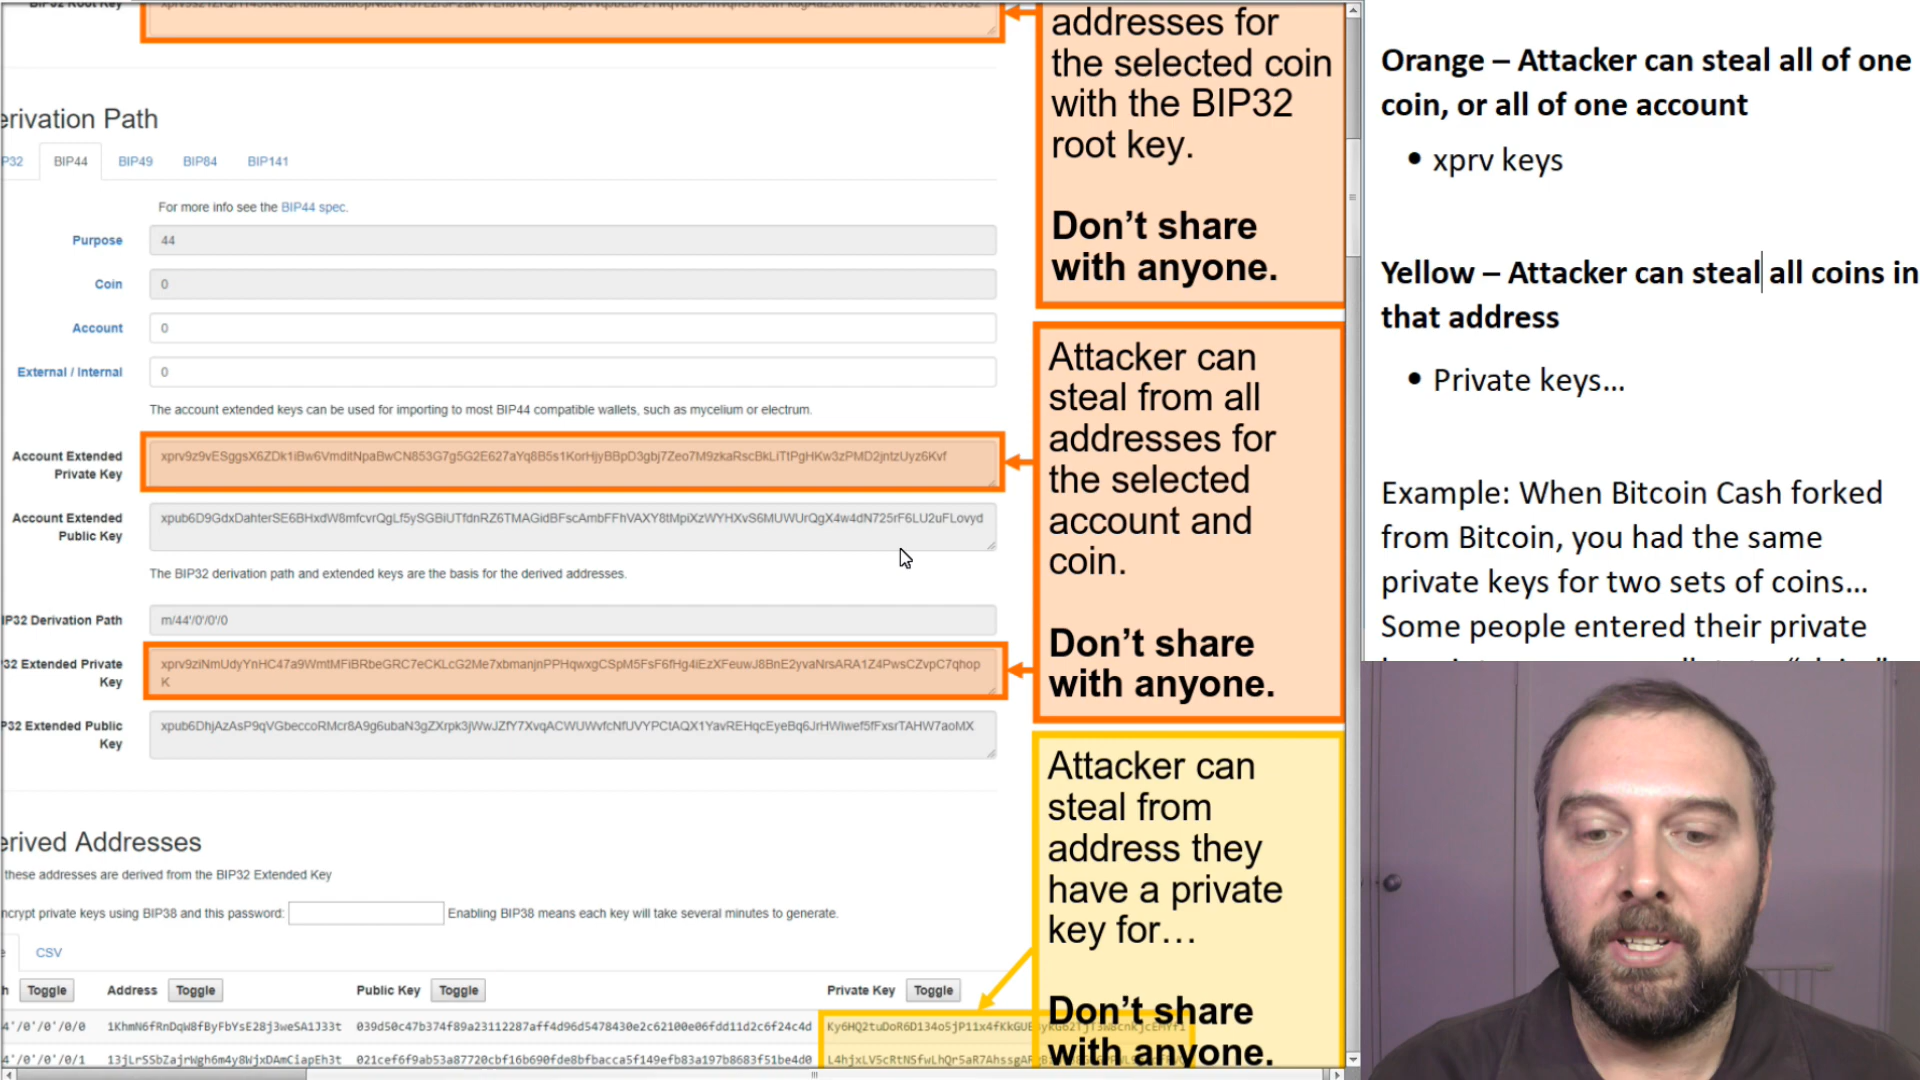 addresses for
the selected coin
with the BIP32
root key.
Don't share
with anyone.
erivation Path
P32 BIP44 BIP49 BIP84 BIP141
For more info see the BIP44 spec.
Purpose 44
Coin 0
Account 0
External / Internal 0
The account extended keys can be used for importing to most BIP44 compatible wallets, such as mycelium or electrum.
Account Extended
Private Key
Account Extended
Public Key
The BIP32 derivation path and extended keys are the basis for the derived addresses.
IP32 Derivation Path m/44'/0'/0'/0
32 Extended Private
Key
P32 Extended Public
Key
Attacker can
steal from all
addresses for
the selected
account and
coin.
Don't share
with anyone.
erived Addresses
these addresses are derived from the BIP32 Extended Key
ncrypt private keys using BIP38 and this password: Enabling BIP38 means each key will take several minutes to generate.
CSV
h Toggle Address Toggle Public Key Toggle Private Key Toggle
4'/0'/0'/0/0 1KhmN6fRnDqW8fByFbYsE28j3weSA1J33t 039d50c47b374f89a23112287aff4d96d5478430e2c62100e06fdd11d2c6f24c4d
4'/0'/0'/0/1 13jLrSSbZajrWgh6m4y8WjxDAmCiapEh3t 021cef6f9ab53a87720cbf16b690fde8bfbacca5f149efb83a197b8683f51be4d0
Attacker can
steal from
address they
have a private
key for…
Don't share
with anyone.
Orange – Attacker can steal all of one
coin, or all of one account
• xprv keys
Yellow – Attacker can steal all coins in
that address
• Private keys…
Example: When Bitcoin Cash forked
from Bitcoin, you had the same
private keys for two sets of coins…
Some people entered their private